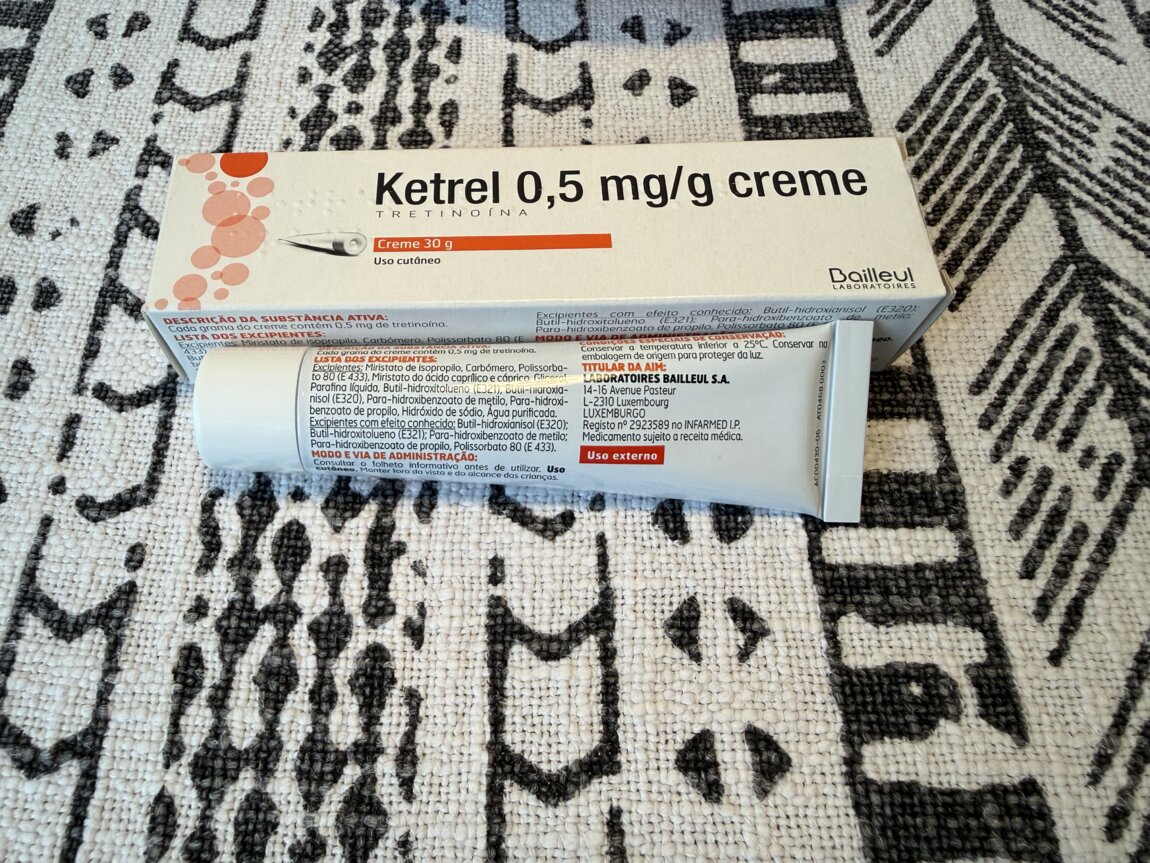 Ketrel 0,5 mg/g creme
TRETINOÍNA
Creme 30 g
Uso cutâneo
Bailleul
LABORATOIRES
DESCRIÇÃO DA SUBSTÂNCIA ATIVA:
Cada grama do creme contém 0,5 mg de tretinoína.
LISTA DOS EXCIPIENTES:
Excipientes com efeito conhecido: Butil-hidroxianisol (E320);
Butil-hidroxitolueno (E321); Para-hidroxibenzoato de metilo;
Para-hidroxibenzoato de propilo, Polissorbato 80
MODO E VIA DE
Cada grama do creme contém 0,5 mg de tretinoína.
LISTA DOS EXCIPIENTES:
Excipientes: Miristato de isopropilo, Carbómero, Polissorba-
to 80 (E 433), Miristato do ácido caprílico e cáprico, Glicerol,
Parafina líquida, Butil-hidroxitolueno (E321), Butil-hidroxia-
nisol (E320), Para-hidroxibenzoato de metilo, Para-hidroxi-
benzoato de propilo, Hidróxido de sódio, Água purificada.
Excipientes com efeito conhecido: Butil-hidroxianisol (E320);
Butil-hidroxitolueno (E321); Para-hidroxibenzoato de metilo;
Para-hidroxibenzoato de propilo, Polissorbato 80 (E 433).
MODO E VIA DE ADMINISTRAÇÃO:
Consultar o folheto informativo antes de utilizar. Uso
cutâneo. Manter fora da vista e do alcance das crianças.
CONDIÇÕES ESPECIAIS DE CONSERVAÇÃO:
Conservar a temperatura inferior a 25ºC. Conservar na
embalagem de origem para proteger da luz.
TITULAR DA AIM:
LABORATOIRES BAILLEUL S.A.
14-16 Avenue Pasteur
L-2310 Luxembourg
LUXEMBURGO
Registo nº 2923589 no INFARMED I.P.
Medicamento sujeito a receita médica.
Uso externo